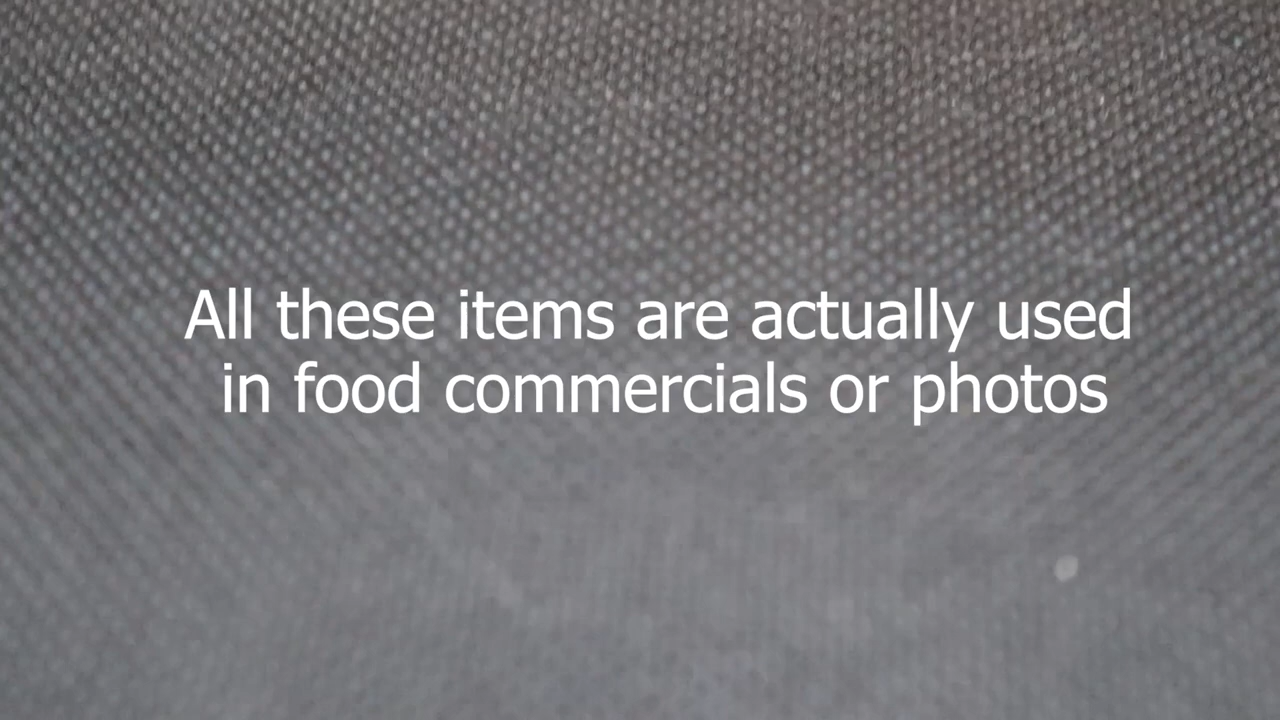 All these items are actually used
in food commercials or photos